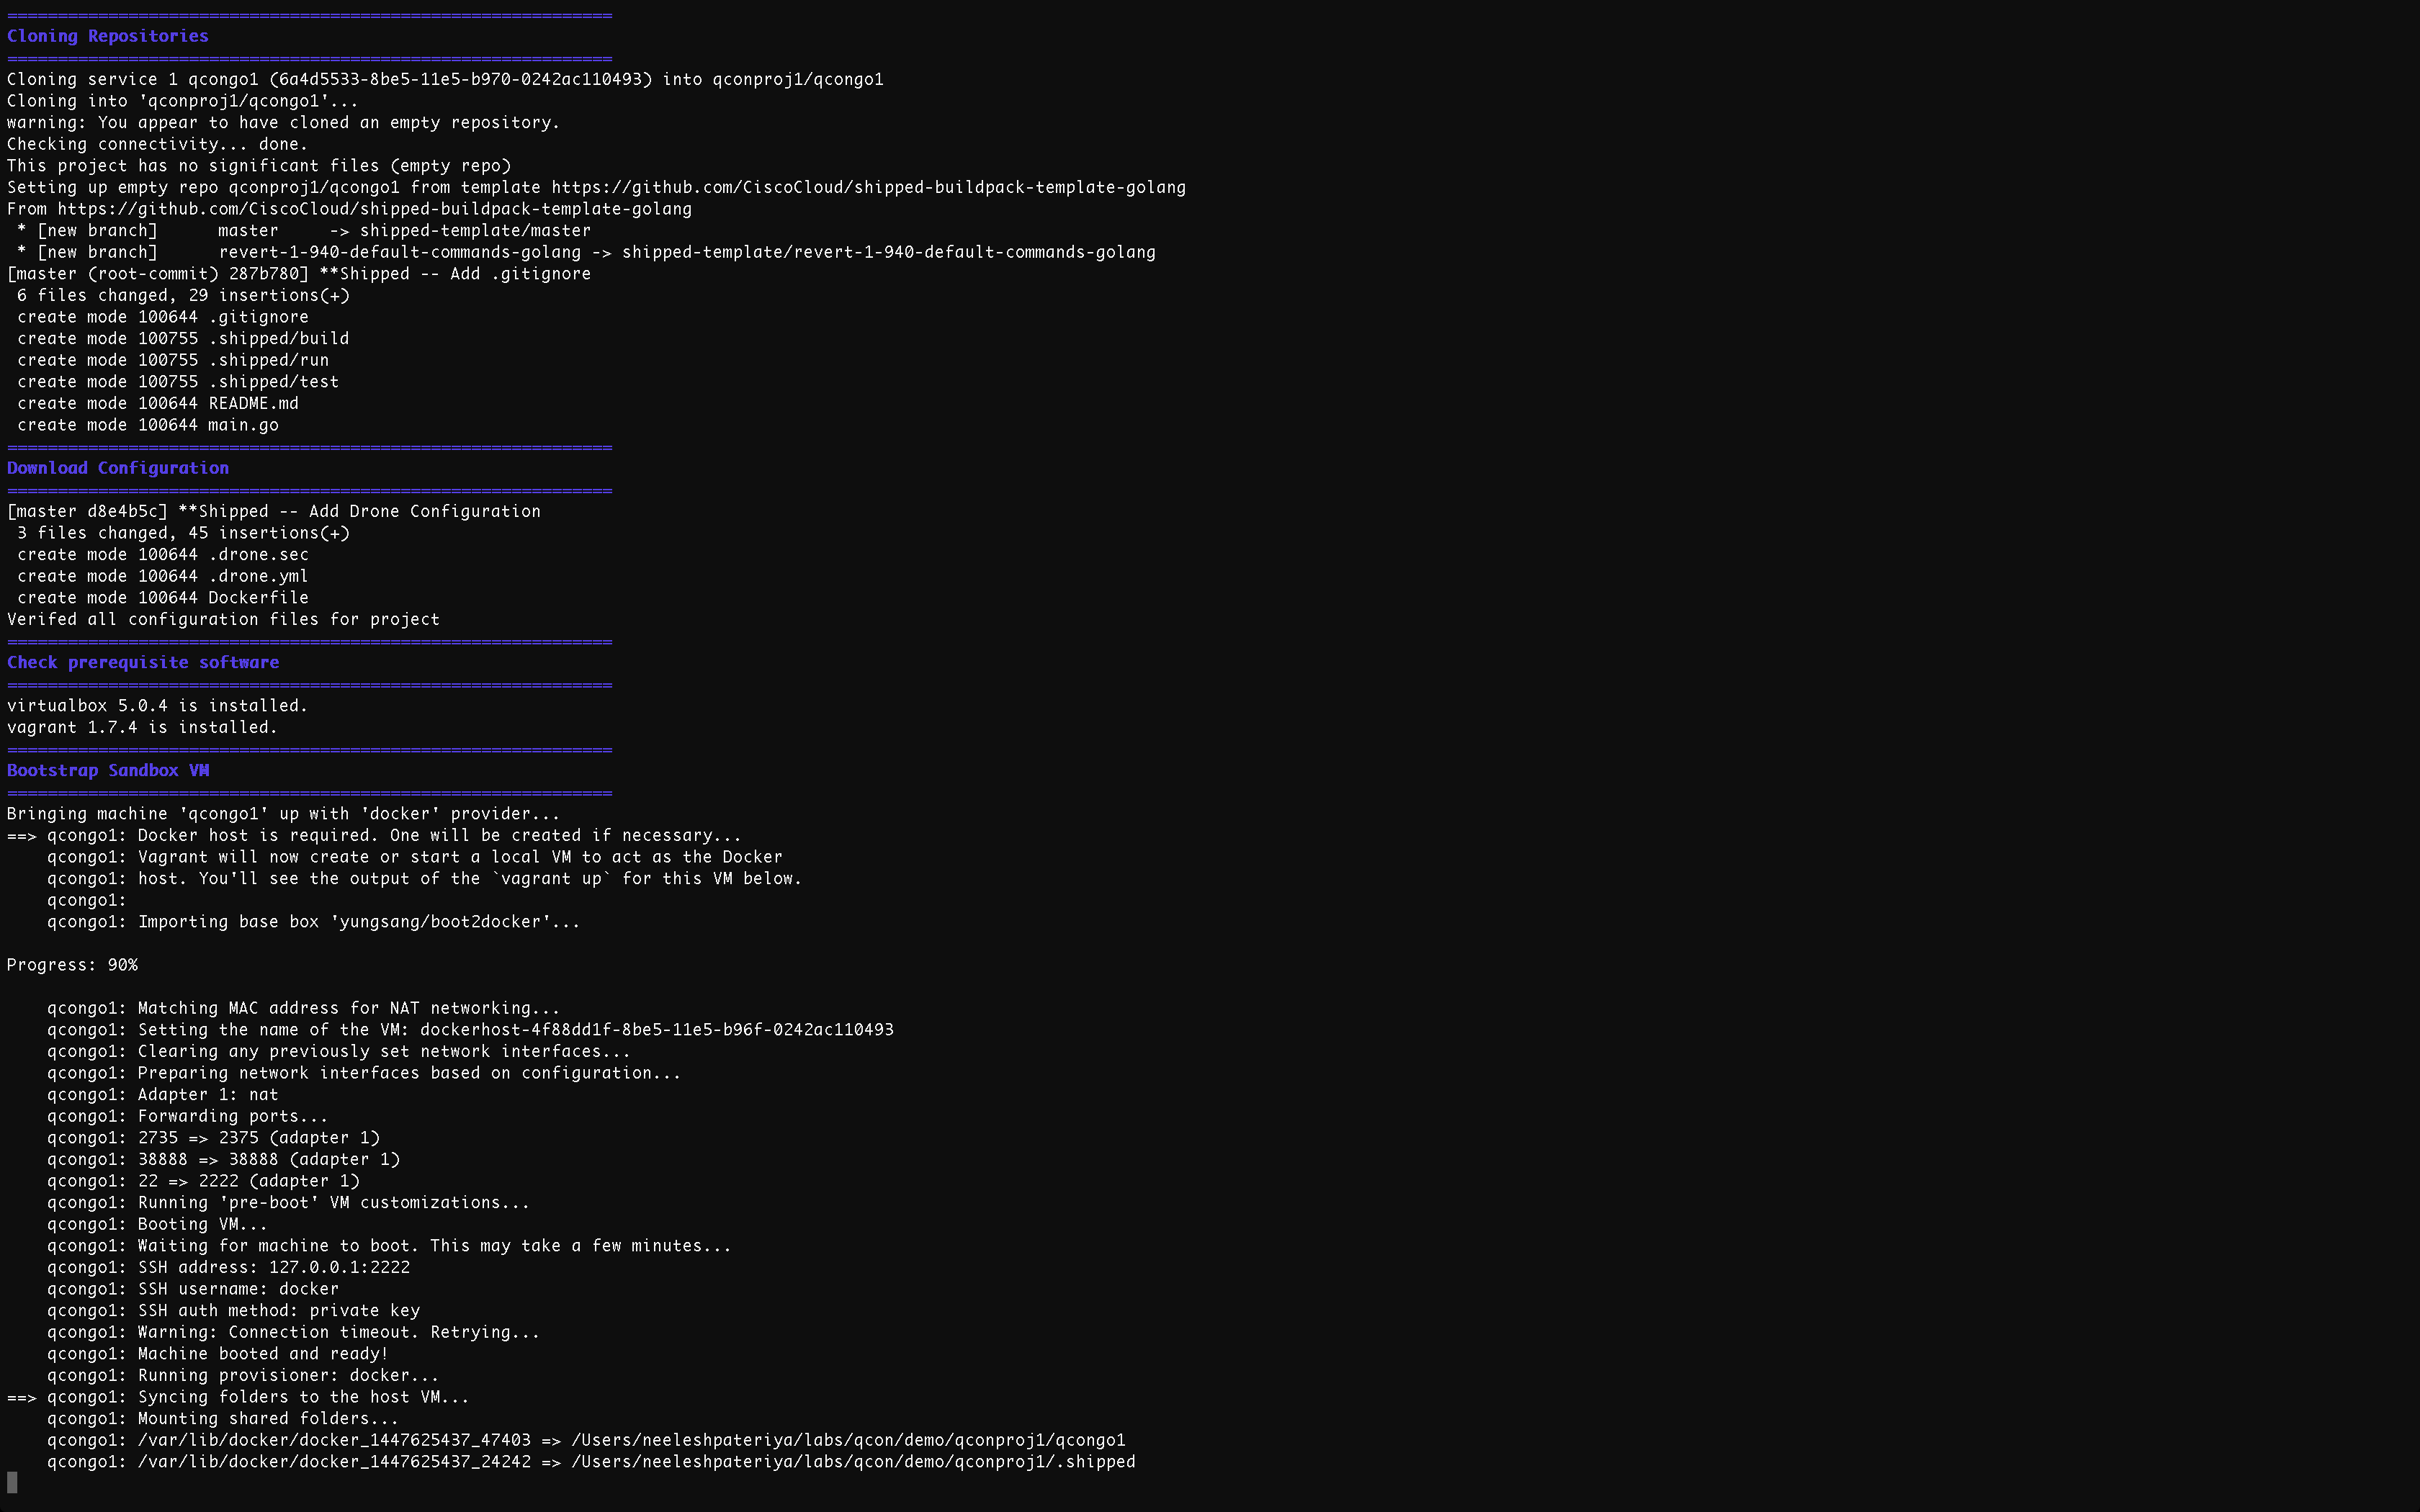 ============================================================
Cloning Repositories
============================================================
Cloning service 1 qcongo1 (6a4d5533-8be5-11e5-b970-0242ac110493) into qconproj1/qcongo1
Cloning into 'qconproj1/qcongo1'...
warning: You appear to have cloned an empty repository.
Checking connectivity... done.
This project has no significant files (empty repo)
Setting up empty repo qconproj1/qcongo1 from template https://github.com/CiscoCloud/shipped-buildpack-template-golang
From https://github.com/CiscoCloud/shipped-buildpack-template-golang
 * [new branch]      master     -> shipped-template/master
 * [new branch]      revert-1-940-default-commands-golang -> shipped-template/revert-1-940-default-commands-golang
[master (root-commit) 287b780] **Shipped -- Add .gitignore
 6 files changed, 29 insertions(+)
 create mode 100644 .gitignore
 create mode 100755 .shipped/build
 create mode 100755 .shipped/run
 create mode 100755 .shipped/test
 create mode 100644 README.md
 create mode 100644 main.go
============================================================
Download Configuration
============================================================
[master d8e4b5c] **Shipped -- Add Drone Configuration
 3 files changed, 45 insertions(+)
 create mode 100644 .drone.sec
 create mode 100644 .drone.yml
 create mode 100644 Dockerfile
Verifed all configuration files for project
============================================================
Check prerequisite software
============================================================
virtualbox 5.0.4 is installed.
vagrant 1.7.4 is installed.
============================================================
Bootstrap Sandbox VM
============================================================
Bringing machine 'qcongo1' up with 'docker' provider...
==> qcongo1: Docker host is required. One will be created if necessary...
    qcongo1: Vagrant will now create or start a local VM to act as the Docker
    qcongo1: host. You'll see the output of the `vagrant up` for this VM below.
    qcongo1:
    qcongo1: Importing base box 'yungsang/boot2docker'...
Progress: 90%
    qcongo1: Matching MAC address for NAT networking...
    qcongo1: Setting the name of the VM: dockerhost-4f88dd1f-8be5-11e5-b96f-0242ac110493
    qcongo1: Clearing any previously set network interfaces...
    qcongo1: Preparing network interfaces based on configuration...
    qcongo1: Adapter 1: nat
    qcongo1: Forwarding ports...
    qcongo1: 2735 => 2375 (adapter 1)
    qcongo1: 38888 => 38888 (adapter 1)
    qcongo1: 22 => 2222 (adapter 1)
    qcongo1: Running 'pre-boot' VM customizations...
    qcongo1: Booting VM...
    qcongo1: Waiting for machine to boot. This may take a few minutes...
    qcongo1: SSH address: 127.0.0.1:2222
    qcongo1: SSH username: docker
    qcongo1: SSH auth method: private key
    qcongo1: Warning: Connection timeout. Retrying...
    qcongo1: Machine booted and ready!
    qcongo1: Running provisioner: docker...
==> qcongo1: Syncing folders to the host VM...
    qcongo1: Mounting shared folders...
    qcongo1: /var/lib/docker/docker_1447625437_47403 => /Users/neeleshpateriya/labs/qcon/demo/qconproj1/qcongo1
    qcongo1: /var/lib/docker/docker_1447625437_24242 => /Users/neeleshpateriya/labs/qcon/demo/qconproj1/.shipped